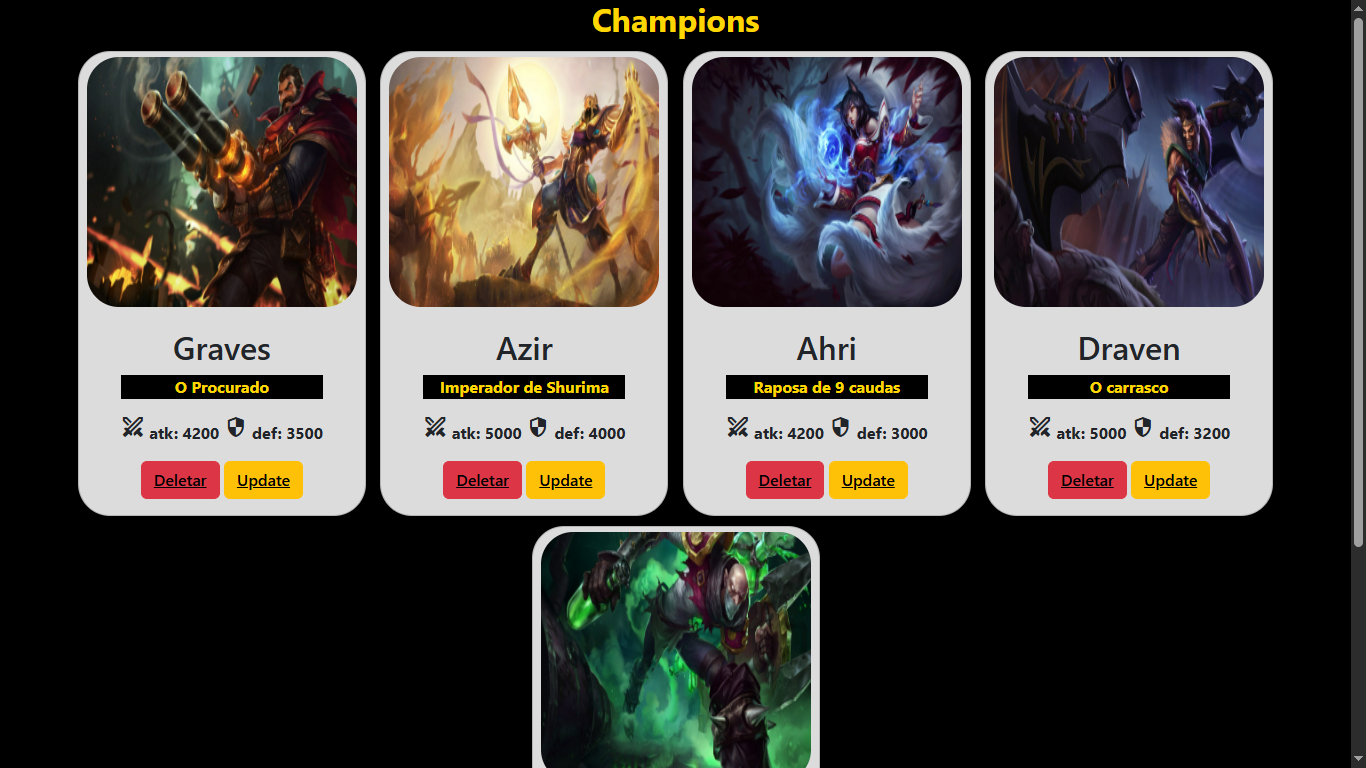 Champions
Graves
O Procurado
atk: 4200 def: 3500
Deletar Update
Azir
Imperador de Shurima
atk: 5000 def: 4000
Deletar Update
Ahri
Raposa de 9 caudas
atk: 4200 def: 3000
Deletar Update
Draven
O carrasco
atk: 5000 def: 3200
Deletar Update